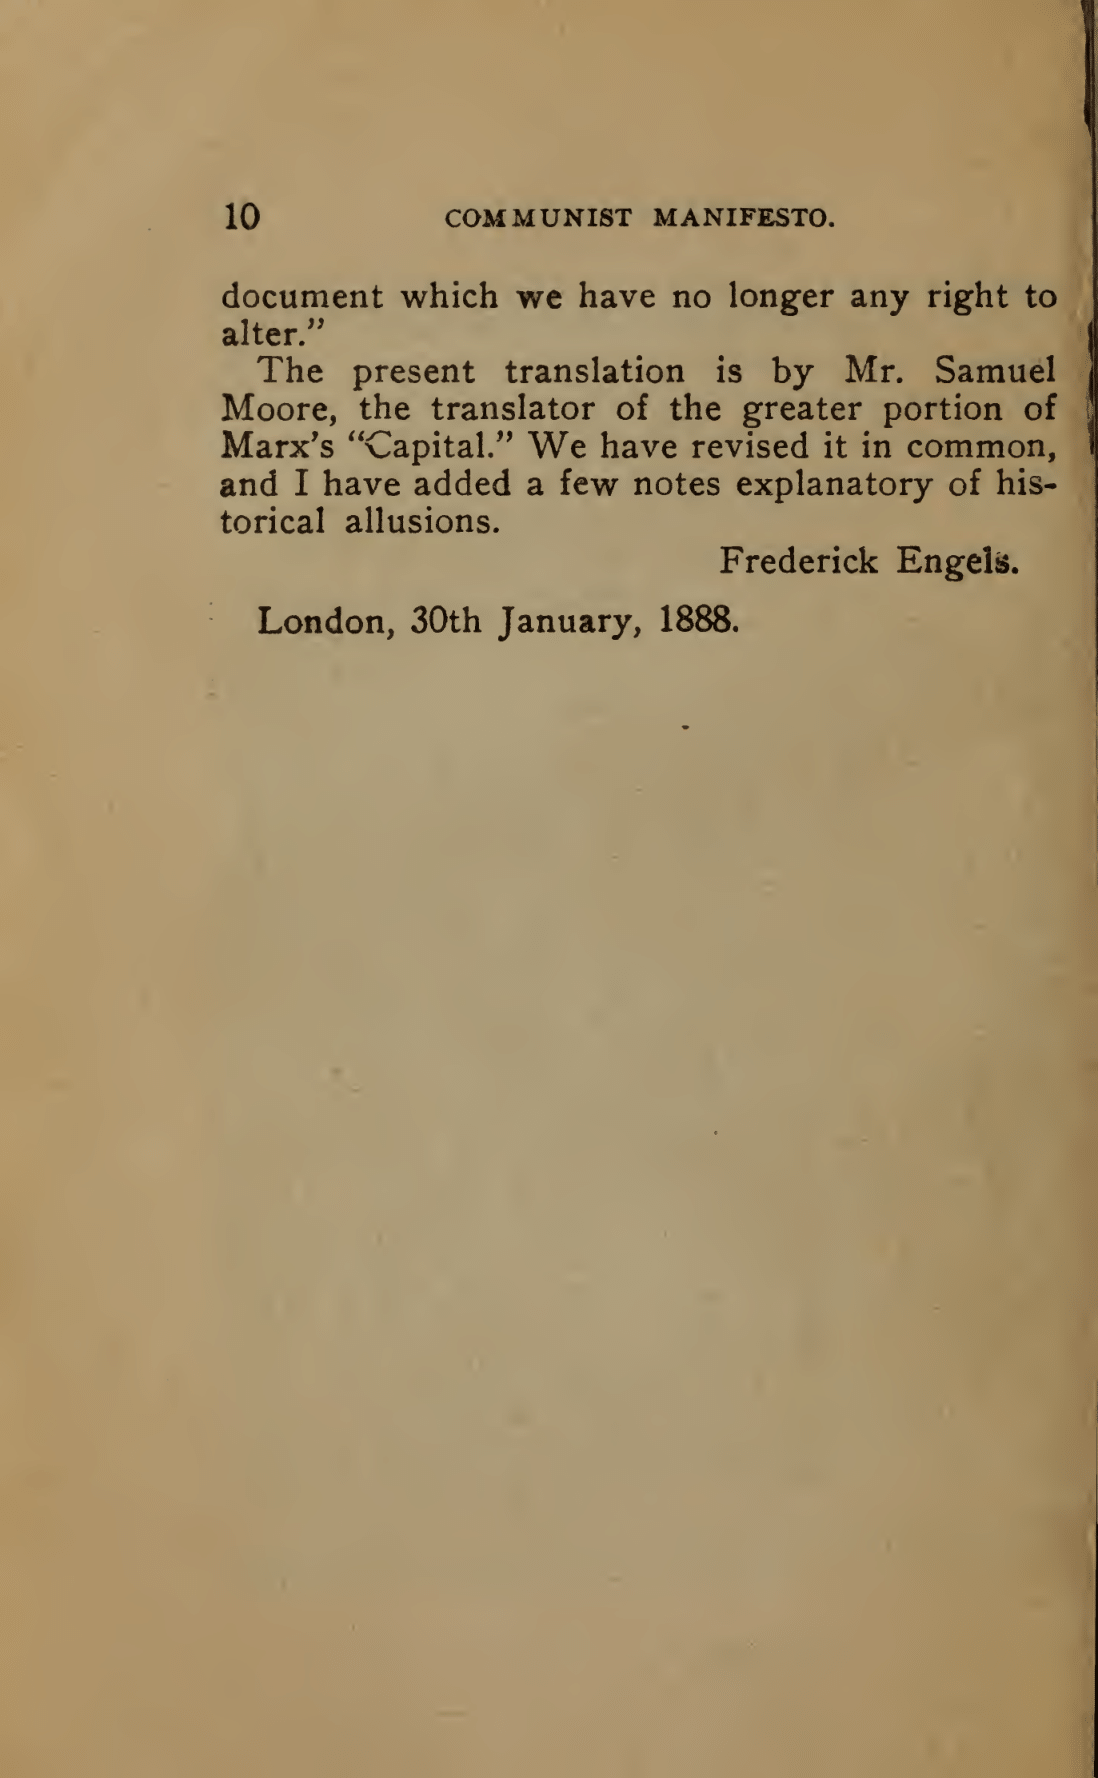 10 COMMUNIST MANIFESTO.
document which we have no longer any right to
alter.”
The present translation is by Mr. Samuel
Moore, the translator of the greater portion of
Marx’s “Capital.” We have revised it in common,
and I have added a few notes explanatory of his-
torical allusions.
Frederick Engels.
London, 30th January, 1888.